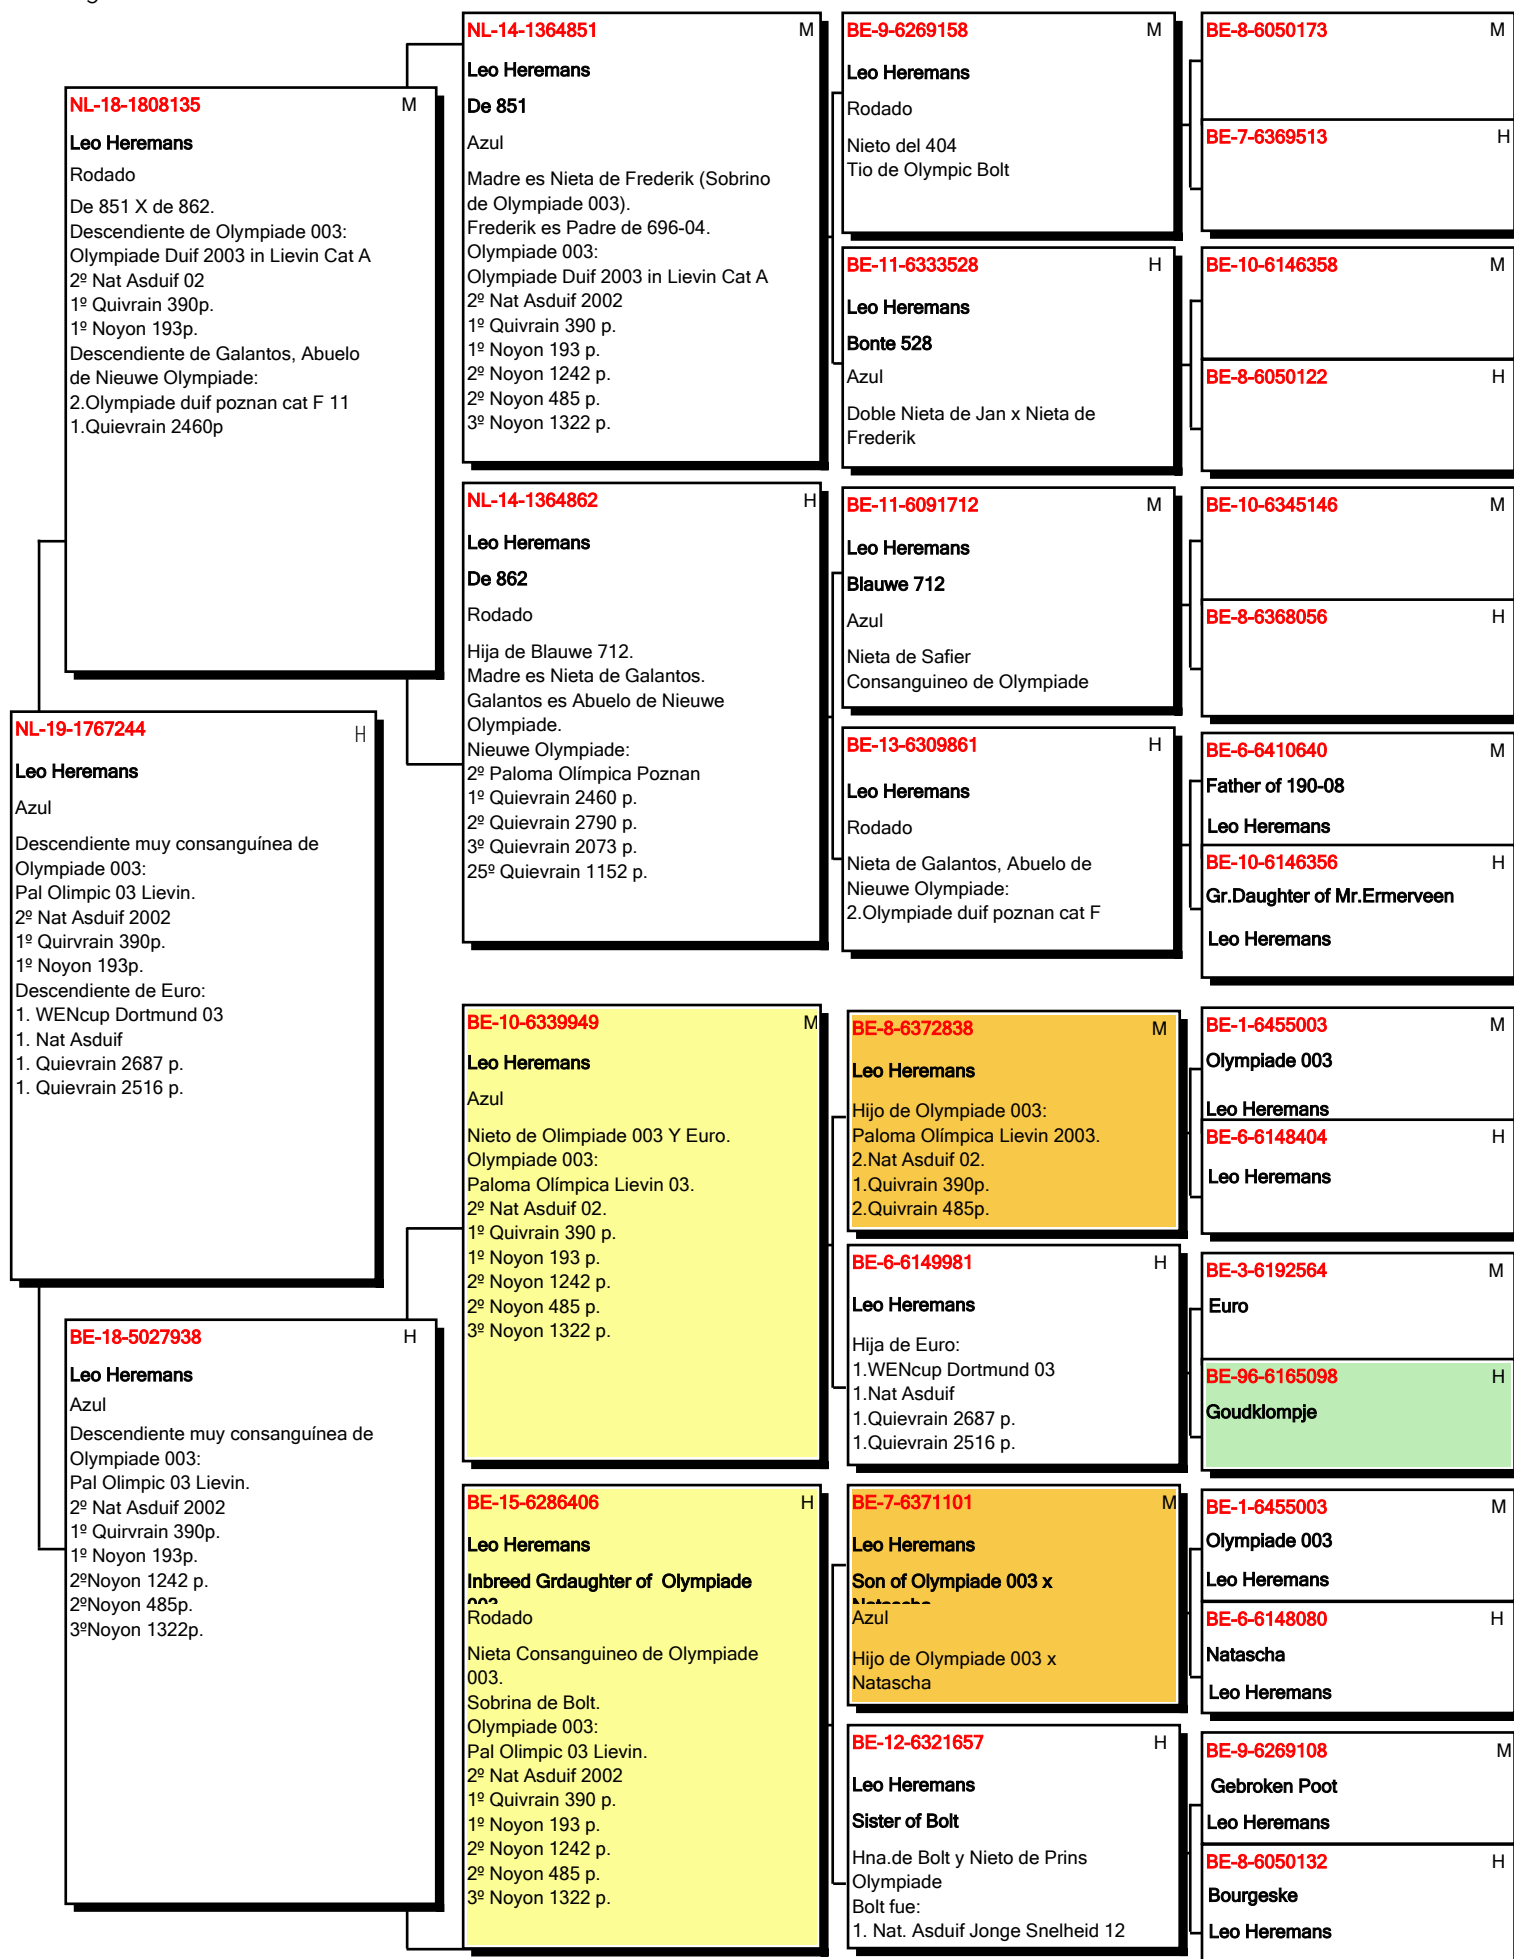 NL-19-1767244 H
Leo Heremans
Azul
Descendiente muy consanguínea de
Olympiade 003:
Pal Olimpic 03 Lievin.
2º Nat Asduif 2002
1º Quirvrain 390p.
1º Noyon 193p.
Descendiente de Euro:
1. WENcup Dortmund 03
1. Nat Asduif
1. Quievrain 2687 p.
1. Quievrain 2516 p.
NL-18-1808135 M
Leo Heremans
Rodado
De 851 X de 862.
Descendiente de Olympiade 003:
Olympiade Duif 2003 in Lievin Cat A
2º Nat Asduif 02
1º Quivrain 390p.
1º Noyon 193p.
Descendiente de Galantos, Abuelo
de Nieuwe Olympiade:
2.Olympiade duif poznan cat F 11
1.Quievrain 2460p
BE-18-5027938 H
Leo Heremans
Azul
Descendiente muy consanguínea de
Olympiade 003:
Pal Olimpic 03 Lievin.
2º Nat Asduif 2002
1º Quirvrain 390p.
1º Noyon 193p.
2ºNoyon 1242 p.
2ºNoyon 485p.
3ºNoyon 1322p.
NL-14-1364851 M
Leo Heremans
De 851
Azul
Madre es Nieta de Frederik (Sobrino
de Olympiade 003).
Frederik es Padre de 696-04.
Olympiade 003:
Olympiade Duif 2003 in Lievin Cat A
2º Nat Asduif 2002
1º Quivrain 390 p.
1º Noyon 193 p.
2º Noyon 1242 p.
2º Noyon 485 p.
3º Noyon 1322 p.
NL-14-1364862 H
Leo Heremans
De 862
Rodado
Hija de Blauwe 712.
Madre es Nieta de Galantos.
Galantos es Abuelo de Nieuwe
Olympiade.
Nieuwe Olympiade:
2º Paloma Olímpica Poznan
1º Quievrain 2460 p.
2º Quievrain 2790 p.
3º Quievrain 2073 p.
25º Quievrain 1152 p.
BE-10-6339949 M
Leo Heremans
Azul
Nieto de Olimpiade 003 Y Euro.
Olympiade 003:
Paloma Olímpica Lievin 03.
2º Nat Asduif 02.
1º Quivrain 390 p.
1º Noyon 193 p.
2º Noyon 1242 p.
2º Noyon 485 p.
3º Noyon 1322 p.
BE-15-6286406 H
Leo Heremans
Inbreed Grdaughter of Olympiade
003
Rodado
Nieta Consanguineo de Olympiade
003.
Sobrina de Bolt.
Olympiade 003:
Pal Olimpic 03 Lievin.
2º Nat Asduif 2002
1º Quivrain 390 p.
1º Noyon 193 p.
2º Noyon 1242 p.
2º Noyon 485 p.
3º Noyon 1322 p.
BE-9-6269158 M
Leo Heremans
Rodado
Nieto del 404
Tio de Olympic Bolt
BE-11-6333528 H
Leo Heremans
Bonte 528
Azul
Doble Nieta de Jan x Nieta de
Frederik
BE-11-6091712 M
Leo Heremans
Blauwe 712
Azul
Nieta de Safier
Consanguineo de Olympiade
BE-13-6309861 H
Leo Heremans
Rodado
Nieta de Galantos, Abuelo de
Nieuwe Olympiade:
2.Olympiade duif poznan cat F
BE-8-6372838 M
Leo Heremans
Hijo de Olympiade 003:
Paloma Olímpica Lievin 2003.
2.Nat Asduif 02.
1.Quivrain 390p.
2.Quivrain 485p.
BE-6-6149981 H
Leo Heremans
Hija de Euro:
1.WENcup Dortmund 03
1.Nat Asduif
1.Quievrain 2687 p.
1.Quievrain 2516 p.
BE-7-6371101 M
Leo Heremans
Son of Olympiade 003 x
Natascha
Azul
Hijo de Olympiade 003 x
Natascha
BE-12-6321657 H
Leo Heremans
Sister of Bolt
Hna.de Bolt y Nieto de Prins
Olympiade
Bolt fue:
1. Nat. Asduif Jonge Snelheid 12
BE-8-6050173 M
BE-7-6369513 H
BE-10-6146358 M
BE-8-6050122 H
BE-10-6345146 M
BE-8-6368056 H
BE-6-6410640 M
Father of 190-08
Leo Heremans
BE-10-6146356 H
Gr.Daughter of Mr.Ermerveen
Leo Heremans
BE-1-6455003 M
Olympiade 003
Leo Heremans
BE-6-6148404 H
Leo Heremans
BE-3-6192564 M
Euro
BE-96-6165098 H
Goudklompje
BE-1-6455003 M
Olympiade 003
Leo Heremans
BE-6-6148080 H
Natascha
Leo Heremans
BE-9-6269108 M
Gebroken Poot
Leo Heremans
BE-8-6050132 H
Bourgeske
Leo Heremans